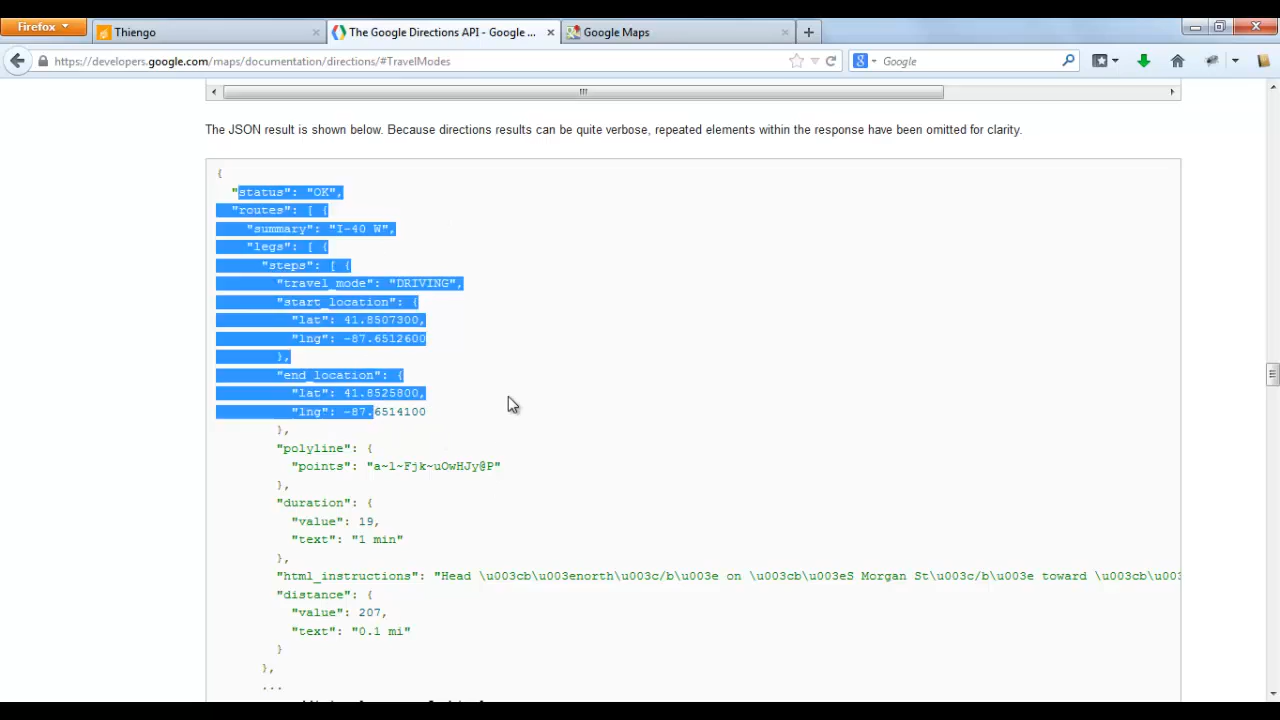 Firefox
Thiengo
The Google Directions API - Google ...
Google Maps
https://developers.google.com/maps/documentation/directions/#TravelModes
Google
The JSON result is shown below. Because directions results can be quite verbose, repeated elements within the response have been omitted for clarity.
{
"status": "OK",
"routes": [ {
"summary": "I-40 W",
"legs": [ {
"steps": [ {
"travel_mode": "DRIVING",
"start_location": {
"lat": 41.8507300,
"lng": -87.6512600
},
"end_location": {
"lat": 41.8525800,
"lng": -87.6514100
},
"polyline": {
"points": "a~l~Fjk~uOwHJy@P"
},
"duration": {
"value": 19,
"text": "1 min"
},
"html_instructions": "Head \u003cb\u003enorth\u003c/b\u003e on \u003cb\u003eS Morgan St\u003c/b\u003e toward \u003cb\u003
"distance": {
"value": 207,
"text": "0.1 mi"
}
},
...